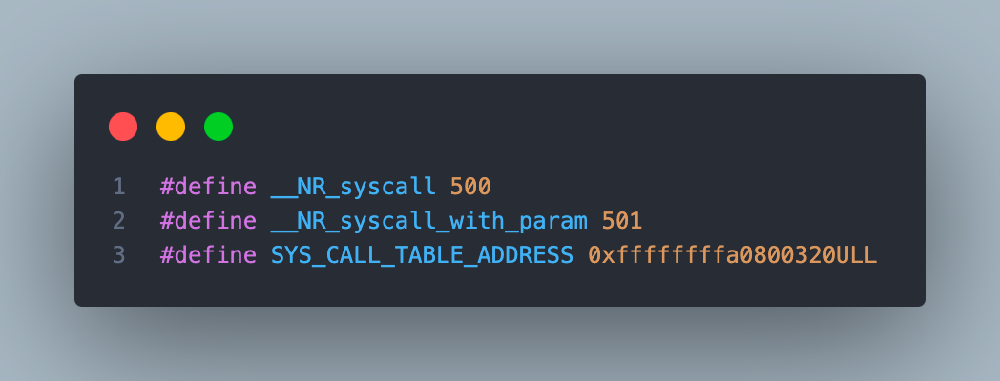 1 #define __NR_syscall 500
2 #define __NR_syscall_with_param 501
3 #define SYS_CALL_TABLE_ADDRESS 0xffffffffa0800320ULL